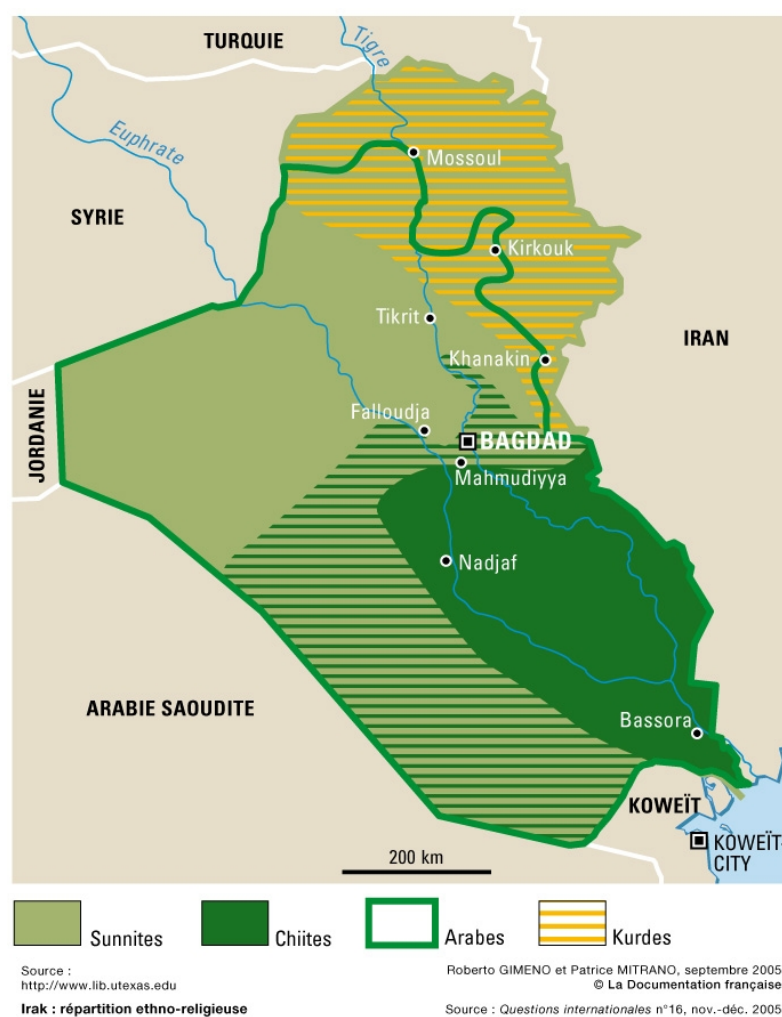 TURQUIE
Tigre
Euphrate
Mossoul
SYRIE
Kirkouk
Tikrit
IRAN
Khanakin
Falloudja
JORDANIE
BAGDAD
Mahmudiyya
Nadjaf
ARABIE SAOUDITE
Bassora
KOWEÏT
KOWEÏT-
CITY
200 km
Sunnites
Chiites
Arabes
Kurdes
Source :
http://www.lib.utexas.edu
Roberto GIMENO et Patrice MITRANO, septembre 2005
© La Documentation française
Irak : répartition ethno-religieuse
Source : Questions internationales n°16, nov.-déc. 2005